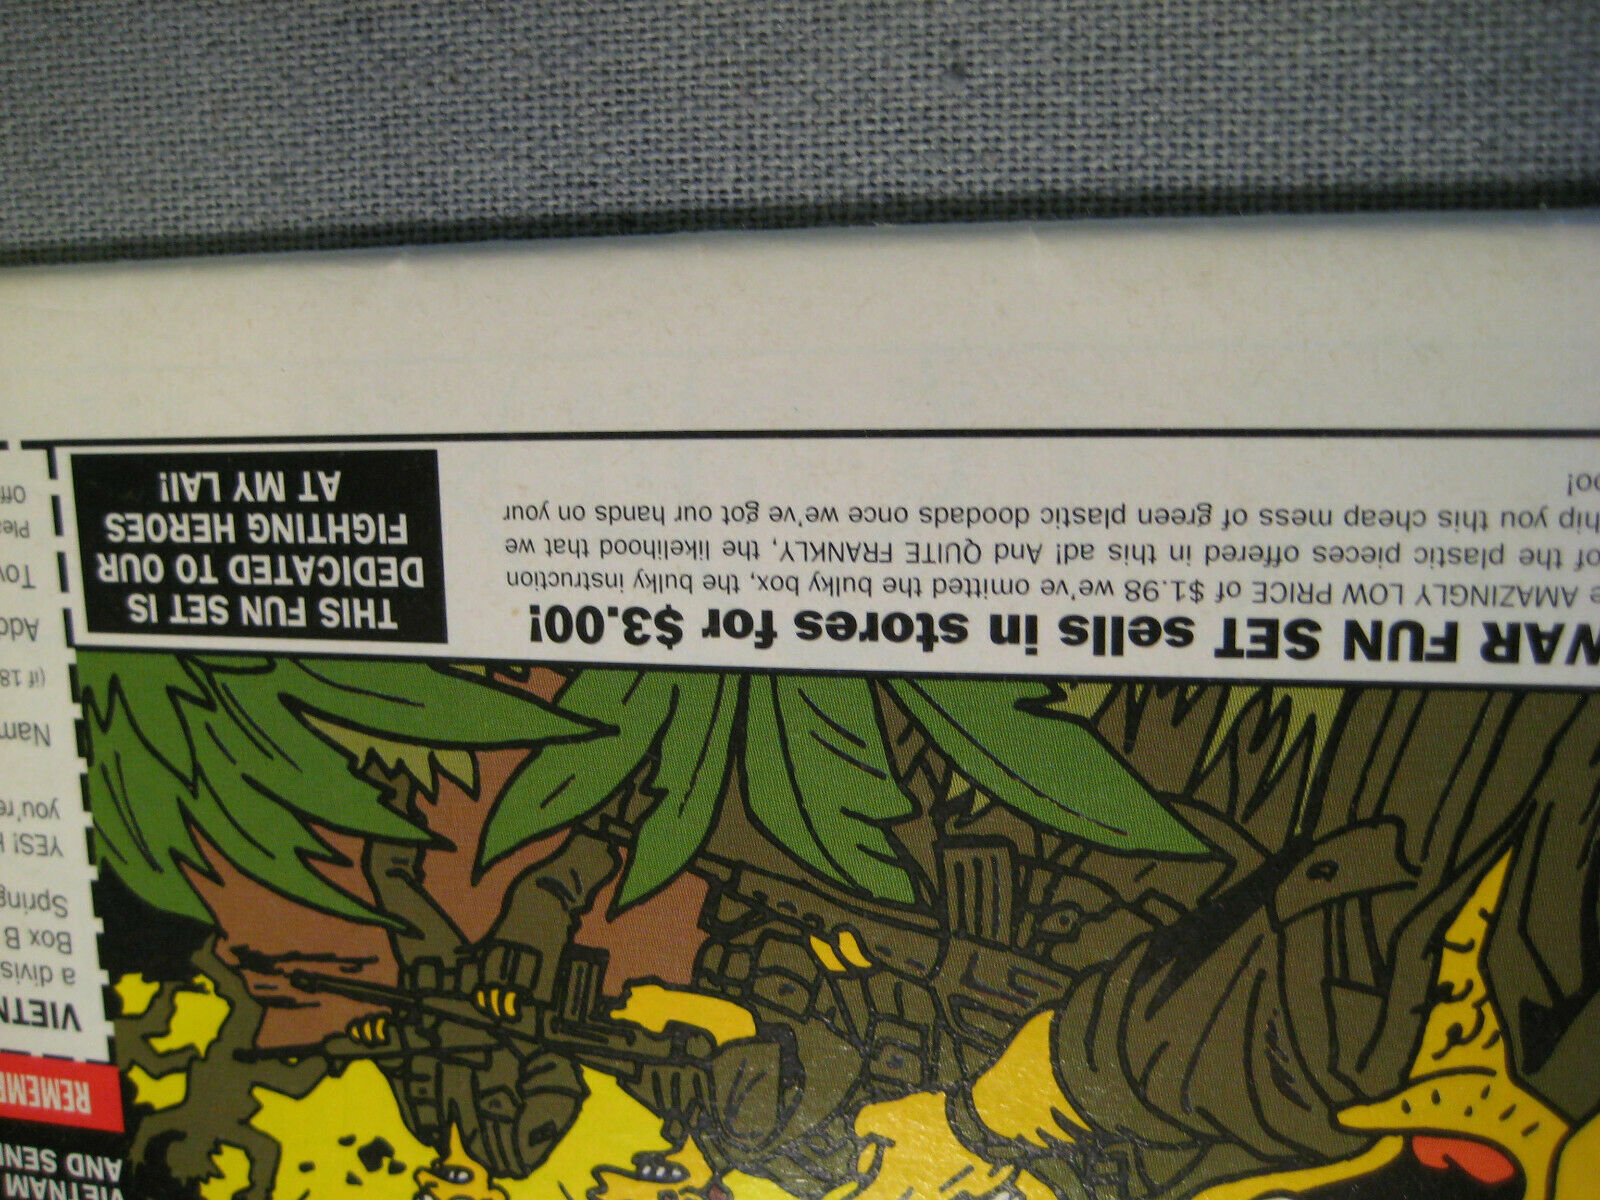 WAR FUN SET sells in stores for $3.00!
AMAZINGLY LOW PRICE of $1.98 we've omitted the bulky box, the bulky instruction
of the plastic pieces offered in this ad! And QUITE FRANKLY, the likelihood that we
hip you this cheap mess of green plastic doodads once we've got our hands on your
oo!
THIS FUN SET IS
DEDICATED TO OUR
FIGHTING HEROES
AT MY LAI!
VIETNAM
AND SEND
REMEMB
VIETN
a divis
Box B
Spring
YES! H
you're
Nam
(if 18
Add
Tov
Plea
Offe